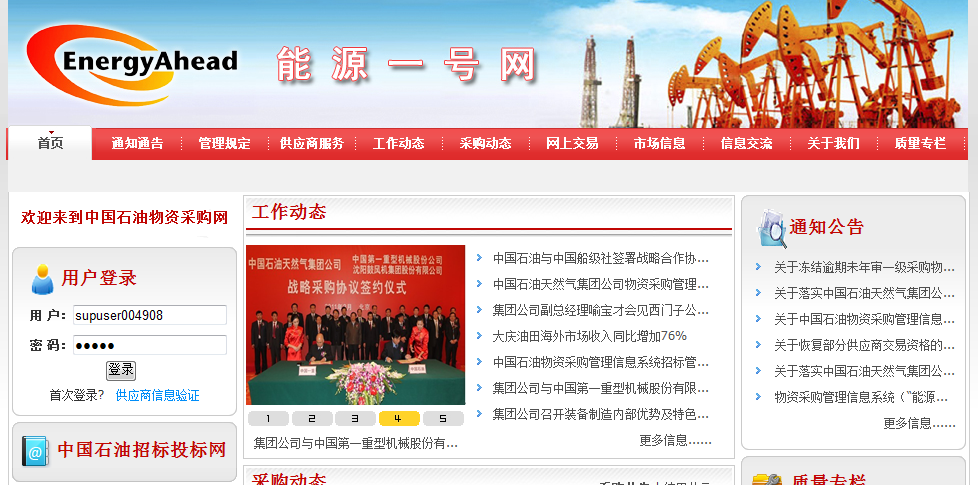 EnergyAhead
能源一号网
首页 通知通告 管理规定 供应商服务 工作动态 采购动态 网上交易 市场信息 信息交流 关于我们 质量专栏
欢迎来到中国石油物资采购网
用户登录
用 户： supuser004908
密 码： ●●●●●
登录
首次登录？ 供应商信息验证
中国石油招标投标网
工作动态
中国石油天然气集团公司 中国第一重型机械股份公司
沈阳鼓风机集团股份有限公司
战略采购协议签约仪式
中国一重 中国石油
1 2 3 4 5
集团公司与中国第一重型机械股份有...
中国石油与中国船级社签署战略合作协...
中国石油天然气集团公司物资采购管理...
集团公司副总经理喻宝才会见西门子公...
大庆油田海外市场收入同比增加76%
中国石油物资采购管理信息系统招标管...
集团公司与中国第一重型机械股份有限...
集团公司召开装备制造内部优势及特色...
更多信息......
采购动态
通知公告
关于冻结逾期未年审一级采购物...
关于落实中国石油天然气集团公...
关于中国石油物资采购管理信息...
关于恢复部分供应商交易资格的...
关于落实中国石油天然气集团公...
物资采购管理信息系统（“能源...
更多信息......
质量专栏